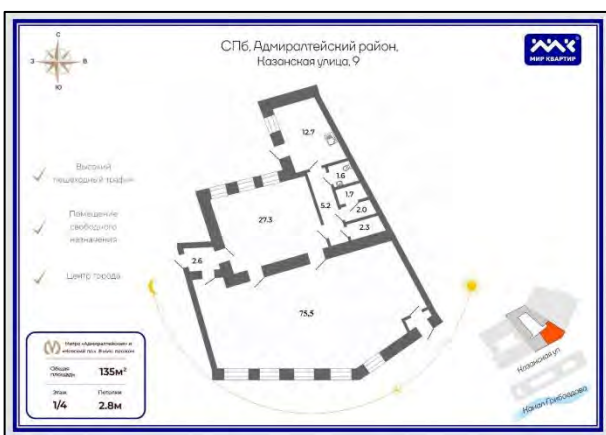 С
З
В
Ю
СПб, Адмиралтейский район,
Казанская улица, 9
МИР КВАРТИР
Высокий
пешеходный трафик
Помещение
свободного
назначения
Центр города
12.7
1.6
1.7
5.2
2.0
2.3
27.3
2.6
75,5
Метро «Адмиралтейская» и
Общая
площадь
135м²
Этаж
Потолки
1/4
2.8м
Казанская ул
Канал Грибоедова